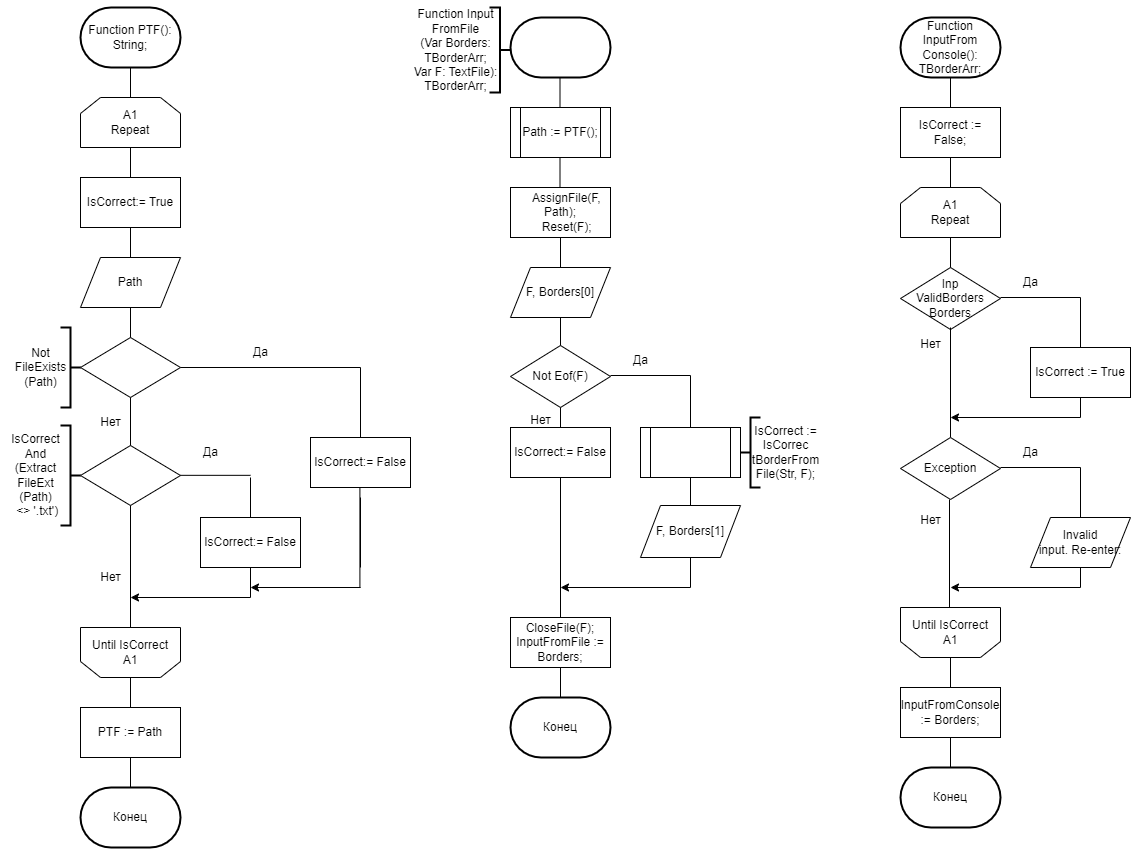 Function PTF():
String;
A1
Repeat
IsCorrect:= True
Path
Not
FileExists
(Path)
Да
Нет
IsCorrect
And
(Extract
FileExt
(Path)
<> '.txt')
Да
IsCorrect:= False
IsCorrect:= False
Нет
Until IsCorrect
A1
PTF := Path
Конец
Function Input
FromFile
(Var Borders:
TBorderArr;
Var F: TextFile):
TBorderArr;
Path := PTF();
AssignFile(F,
Path);
Reset(F);
F, Borders[0]
Not Eof(F)
Да
Нет
IsCorrect:= False
IsCorrect :=
IsCorrec
tBorderFrom
File(Str, F);
F, Borders[1]
CloseFile(F);
InputFromFile :=
Borders;
Конец
Function
InputFrom
Console():
TBorderArr;
IsCorrect :=
False;
A1
Repeat
Inp
ValidBorders
Borders
Да
Нет
IsCorrect := True
Exception
Да
Нет
Invalid
input. Re-enter.
Until IsCorrect
A1
InputFromConsole
:= Borders;
Конец